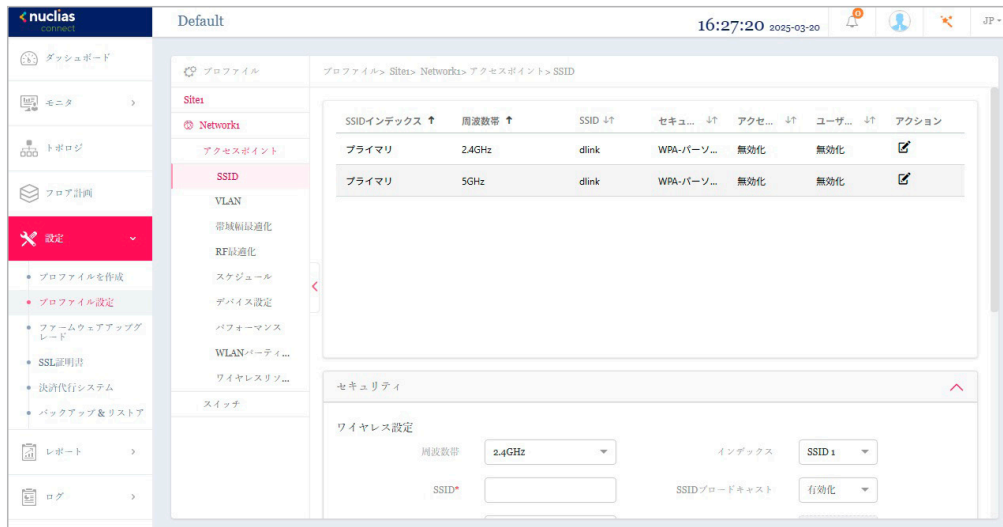 nuclias
connect
Default
16:27:20 2025-03-20
0
JP
ダッシュボード
モニタ
トポロジ
フロア計画
設定
プロファイルを作成
プロファイル設定
ファームウェアアップグ
レード
SSL証明書
決済代行システム
バックアップ & リストア
レポート
ログ
プロファイル
Site1
Network1
アクセスポイント
SSID
VLAN
帯域幅最適化
RF最適化
スケジュール
デバイス設定
パフォーマンス
WLANパーティ...
ワイヤレスリソ...
スイッチ
プロファイル> Site1> Network1> アクセスポイント> SSID
SSIDインデックス ↑ 周波数帯 ↑ SSID ↓↑ セキュ... ↓↑ アクセ... ↓↑ ユーザ... ↓↑ アクション
プライマリ 2.4GHz dlink WPA-パーソ... 無効化 無効化
プライマリ 5GHz dlink WPA-パーソ... 無効化 無効化
セキュリティ
ワイヤレス設定
周波数帯 2.4GHz インデックス SSID 1
SSID* SSIDブロードキャスト 有効化